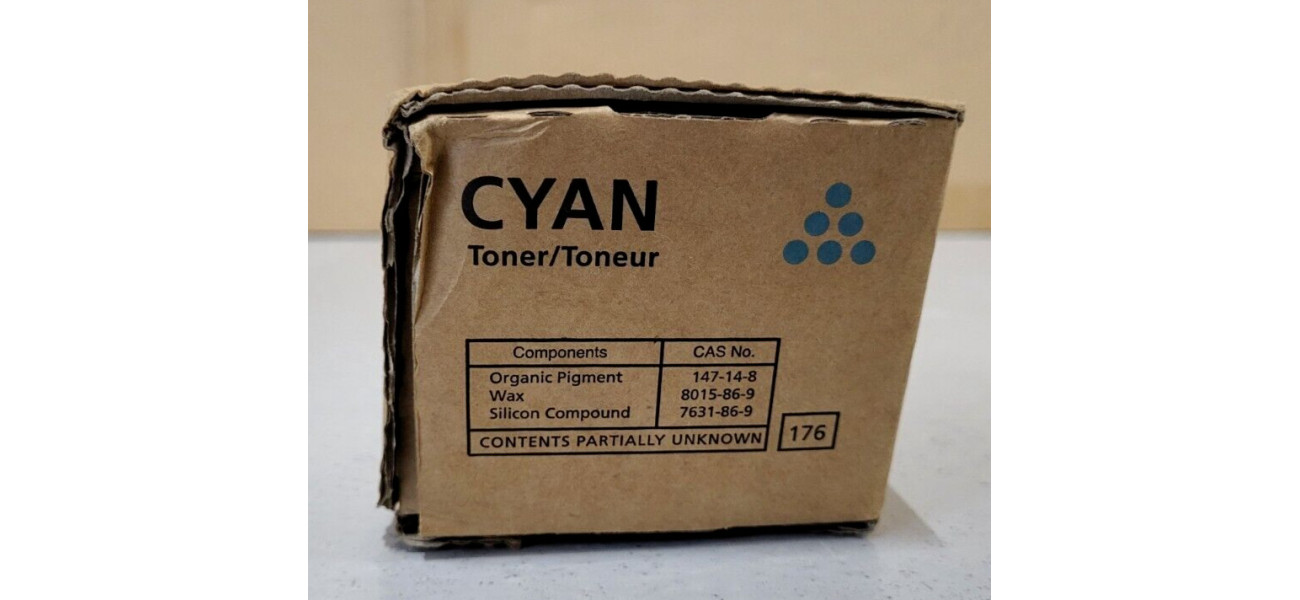 CYAN
Toner/Toneur
Components CAS No.
Organic Pigment 147-14-8
Wax 8015-86-9
Silicon Compound 7631-86-9
CONTENTS PARTIALLY UNKNOWN 176